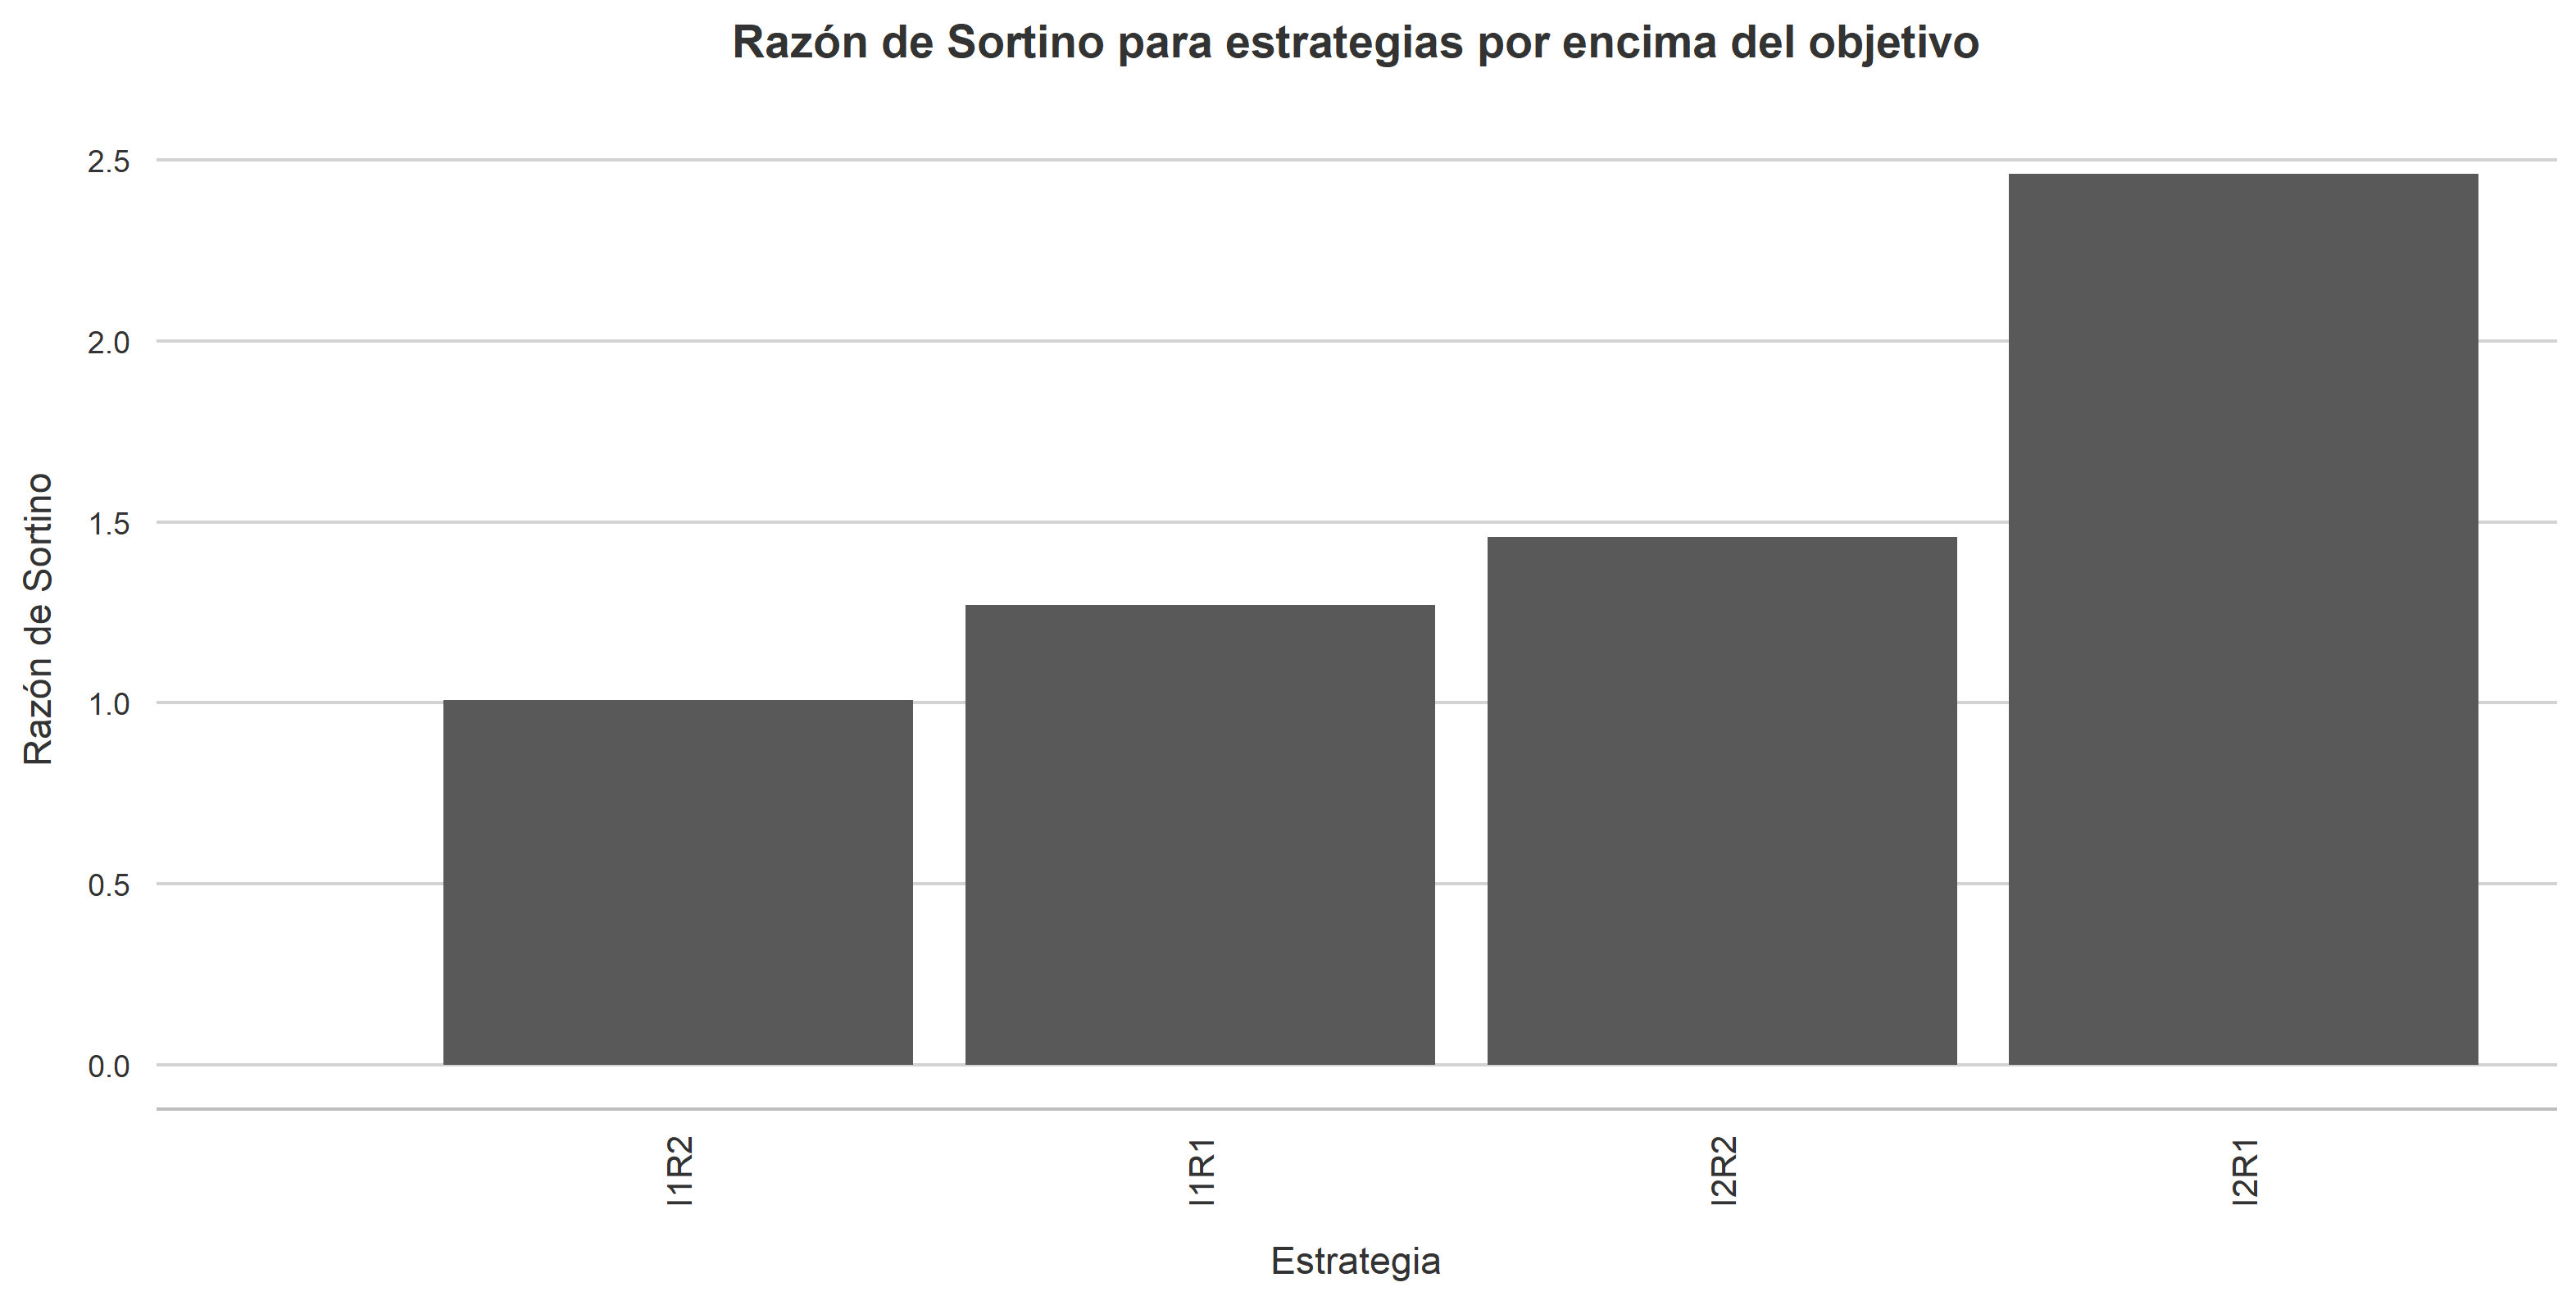 Razón de Sortino para estrategias por encima del objetivo
Razón de Sortino
2.5
2.0
1.5
1.0
0.5
0.0
I1R2
I1R1
I2R2
I2R1
Estrategia